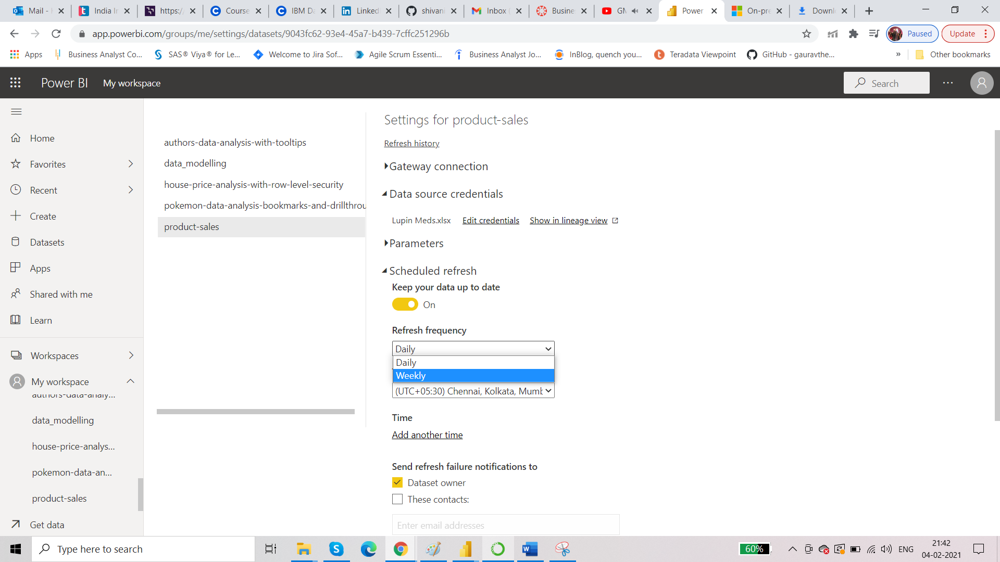 Mail - 
India In
https:/
Course
IBM Da
LinkedI
shivani
Inbox (
Busine
GM
Power
On-pre
Downl
app.powerbi.com/groups/me/settings/datasets/9043fc62-93e4-45a7-b439-7cffc251296b
Paused
Update
Apps
Business Analyst Co...
SAS® Viya® for Le...
Welcome to Jira Sof...
Agile Scrum Essenti...
Business Analyst Jo...
InBlog, quench you...
Teradata Viewpoint
GitHub - gauravthe...
»
Other bookmarks
Power BI
My workspace
Search
Home
Favorites
Recent
Create
Datasets
Apps
Shared with me
Learn
Workspaces
My workspace
authors-data-analy...
data_modelling
house-price-analys...
pokemon-data-an...
product-sales
Get data
authors-data-analysis-with-tooltips
data_modelling
house-price-analysis-with-row-level-security
pokemon-data-analysis-bookmarks-and-drillthrou
product-sales
Settings for product-sales
Refresh history
Gateway connection
Data source credentials
Lupin Meds.xlsx Edit credentials Show in lineage view
Parameters
Scheduled refresh
Keep your data up to date
On
Refresh frequency
Daily
Daily
Weekly
(UTC+05:30) Chennai, Kolkata, Mumb
Time
Add another time
Send refresh failure notifications to
Dataset owner
These contacts:
Enter email addresses
Type here to search
60%
ENG
21:42
04-02-2021